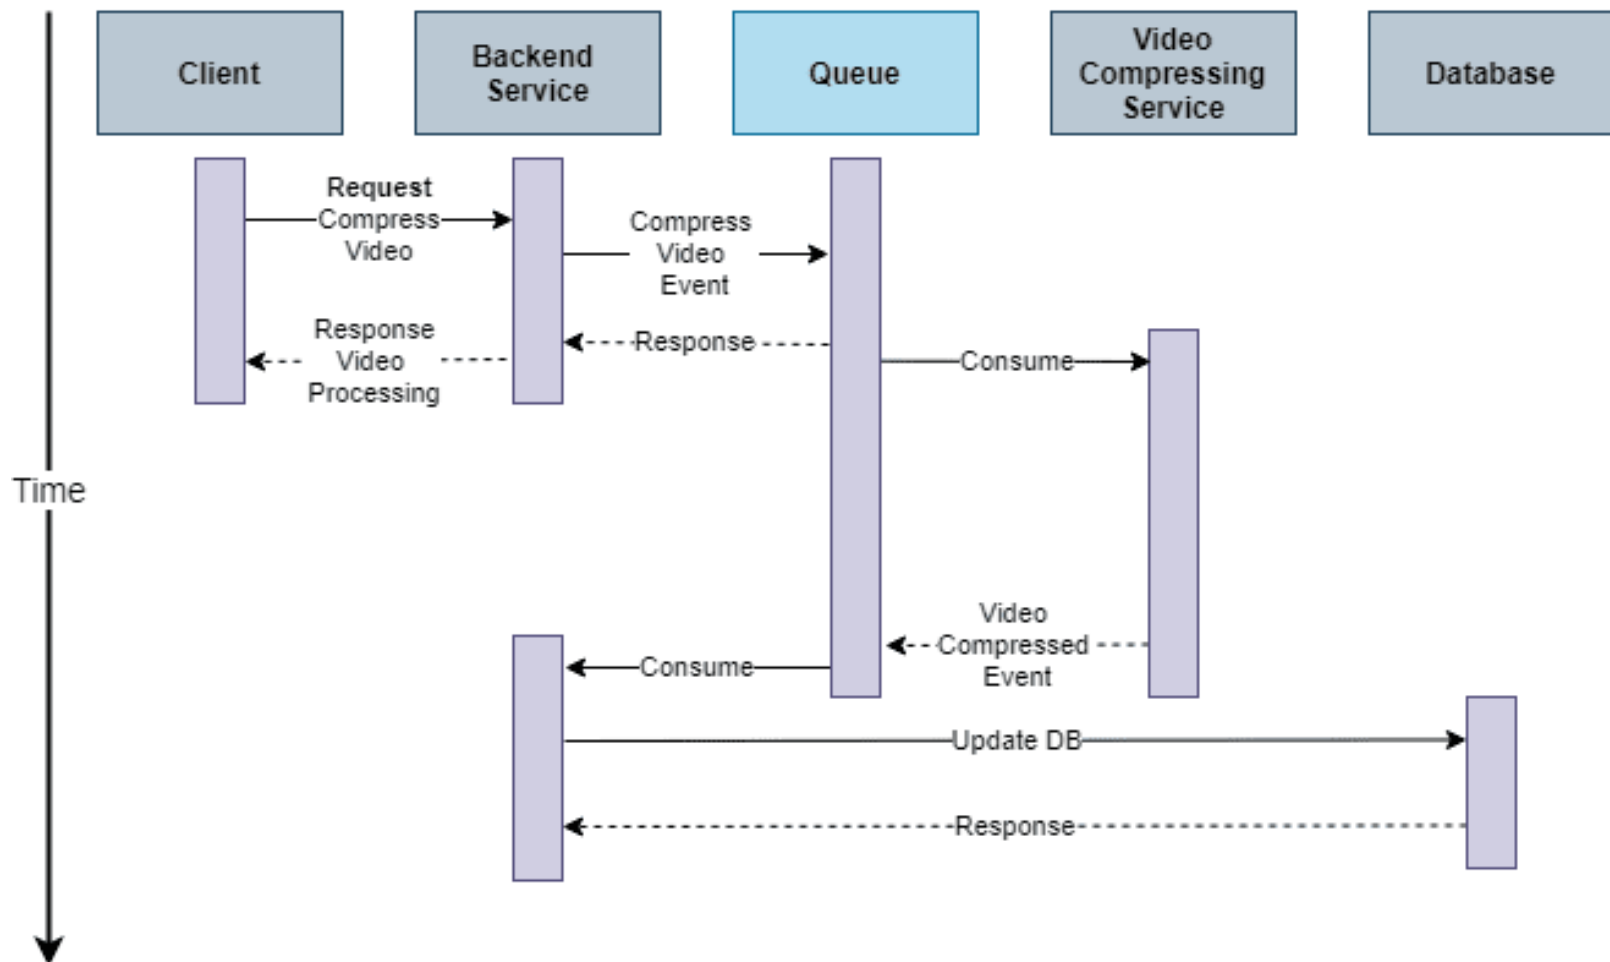 Client
Backend
Service
Queue
Video
Compressing
Service
Database
Request
Compress
Video
Compress
Video
Event
Response
Video
Processing
Response
Consume
Time
Video
Compressed
Event
Consume
Update DB
Response